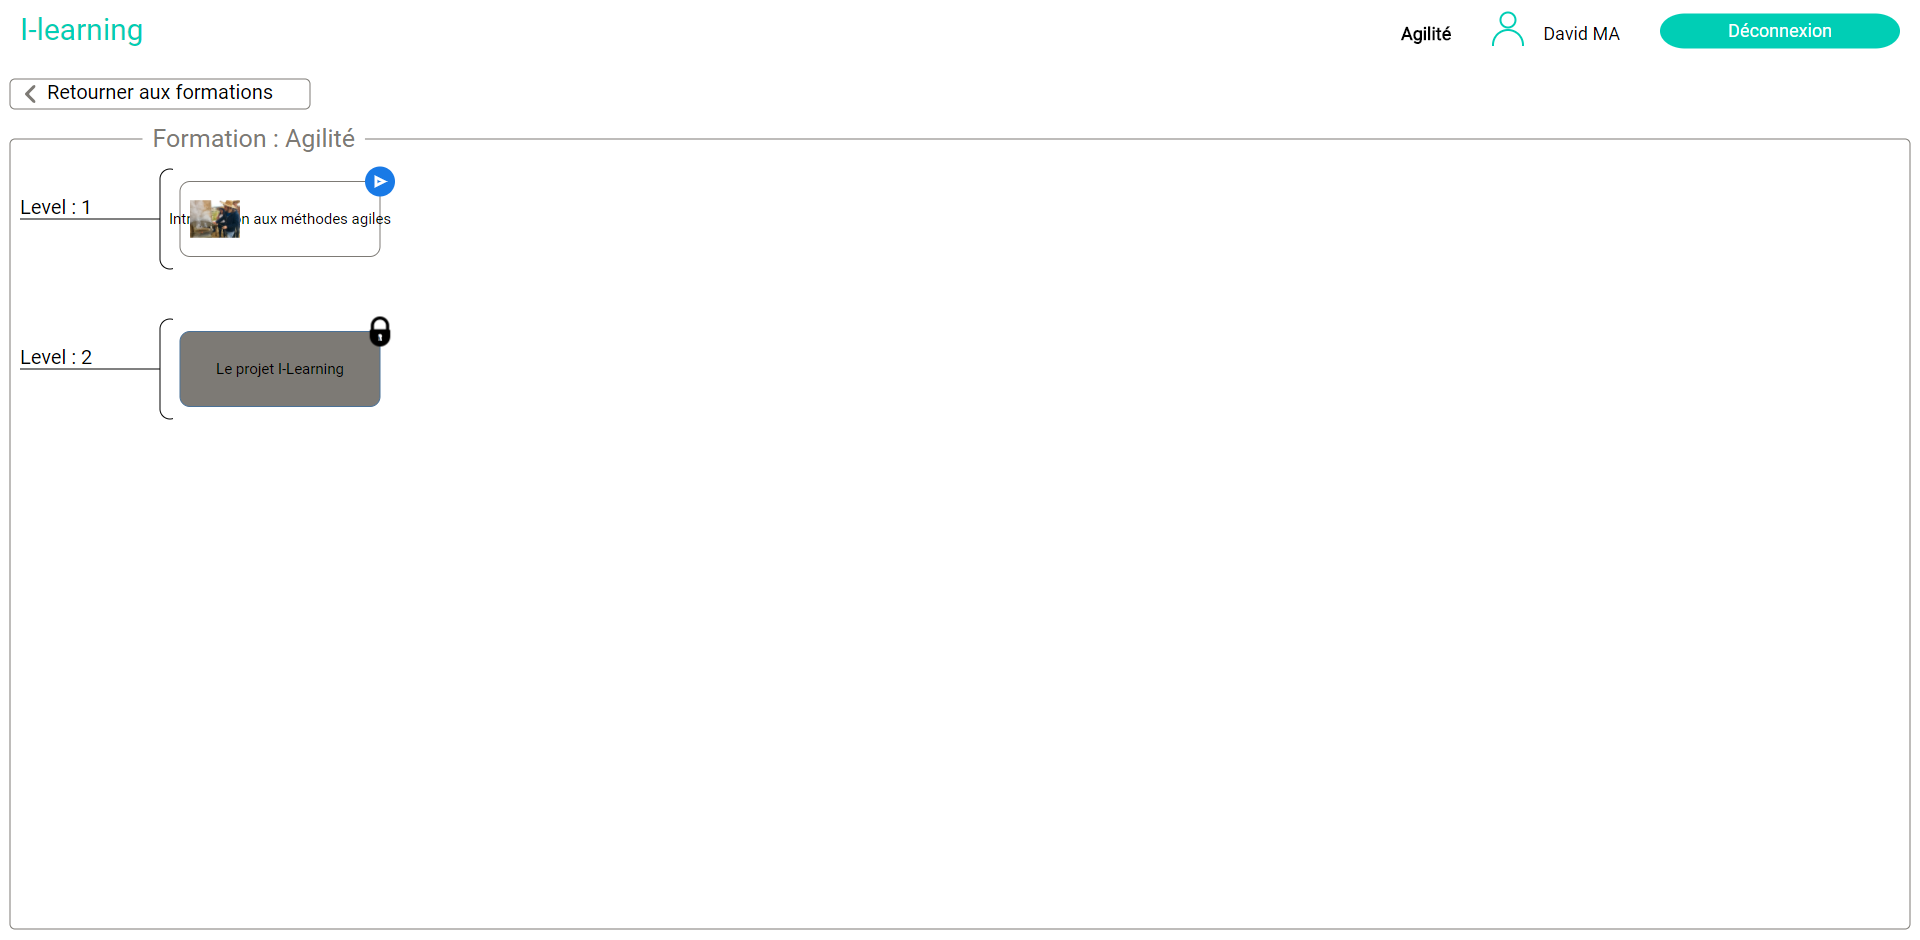 I-learning
Agilité
David MA
Déconnexion
Retourner aux formations
Formation : Agilité
Level : 1
aux méthodes agiles
Level : 2
Le projet I-Learning